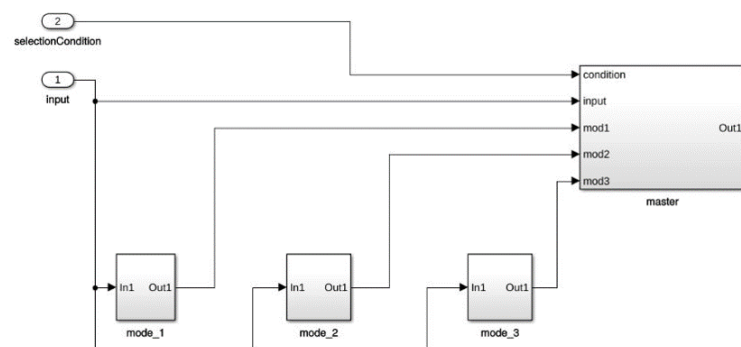 2
selectionCondition
1
input
condition
input
mod1
mod2
mod3
Out1
master
In1 Out1
mode_1
In1 Out1
mode_2
In1 Out1
mode_3